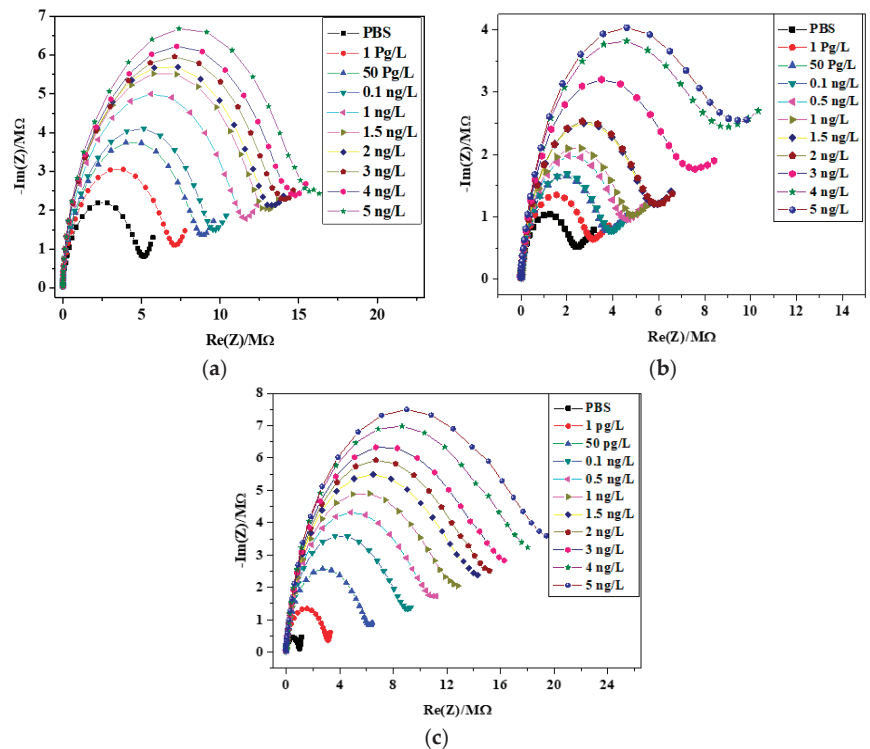 7
6
5
4
3
2
1
0
-Im(Z)/MΩ
0
5
10
15
20
Re(Z)/MΩ
PBS
1 Pg/L
50 Pg/L
0.1 ng/L
1 ng/L
1.5 ng/L
2 ng/L
3 ng/L
4 ng/L
5 ng/L
(a)
4
3
2
1
0
-Im(Z)/MΩ
0
2
4
6
8
10
12
14
Re(Z)/MΩ
PBS
1 Pg/L
50 Pg/L
0.1 ng/L
0.5 ng/L
1 ng/L
1.5 ng/L
2 ng/L
3 ng/L
4 ng/L
5 ng/L
(b)
8
7
6
5
4
3
2
1
0
-Im(Z)/MΩ
0
4
8
12
16
20
24
Re(Z)/MΩ
PBS
1 pg/L
50 pg/L
0.1 ng/L
0.5 ng/L
1 ng/L
1.5 ng/L
2 ng/L
3 ng/L
4 ng/L
5 ng/L
(c)